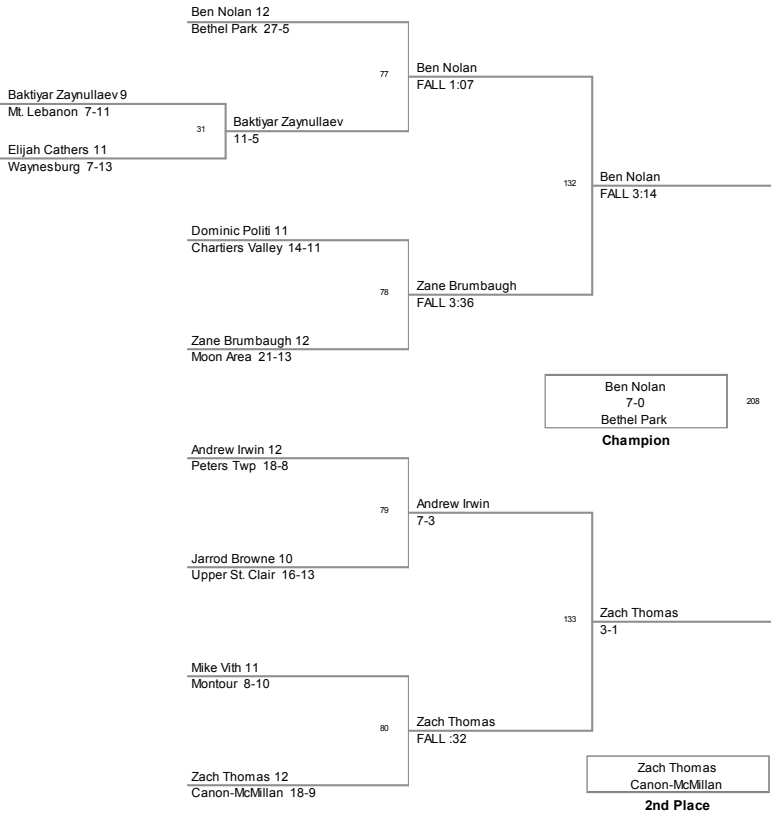 Ben Nolan 12
Bethel Park 27-5
77
Ben Nolan
FALL 1:07
Baktiyar Zaynullaev 9
Mt. Lebanon 7-11
31
Baktiyar Zaynullaev
11-5
Elijah Cathers 11
Waynesburg 7-13
132
Ben Nolan
FALL 3:14
Dominic Politi 11
Chartiers Valley 14-11
78
Zane Brumbaugh
FALL 3:36
Zane Brumbaugh 12
Moon Area 21-13
Ben Nolan
7-0
Bethel Park
208
Champion
Andrew Irwin 12
Peters Twp 18-8
79
Andrew Irwin
7-3
Jarrod Browne 10
Upper St. Clair 16-13
133
Zach Thomas
3-1
Mike Vith 11
Montour 8-10
80
Zach Thomas
FALL :32
Zach Thomas 12
Canon-McMillan 18-9
Zach Thomas
Canon-McMillan
2nd Place